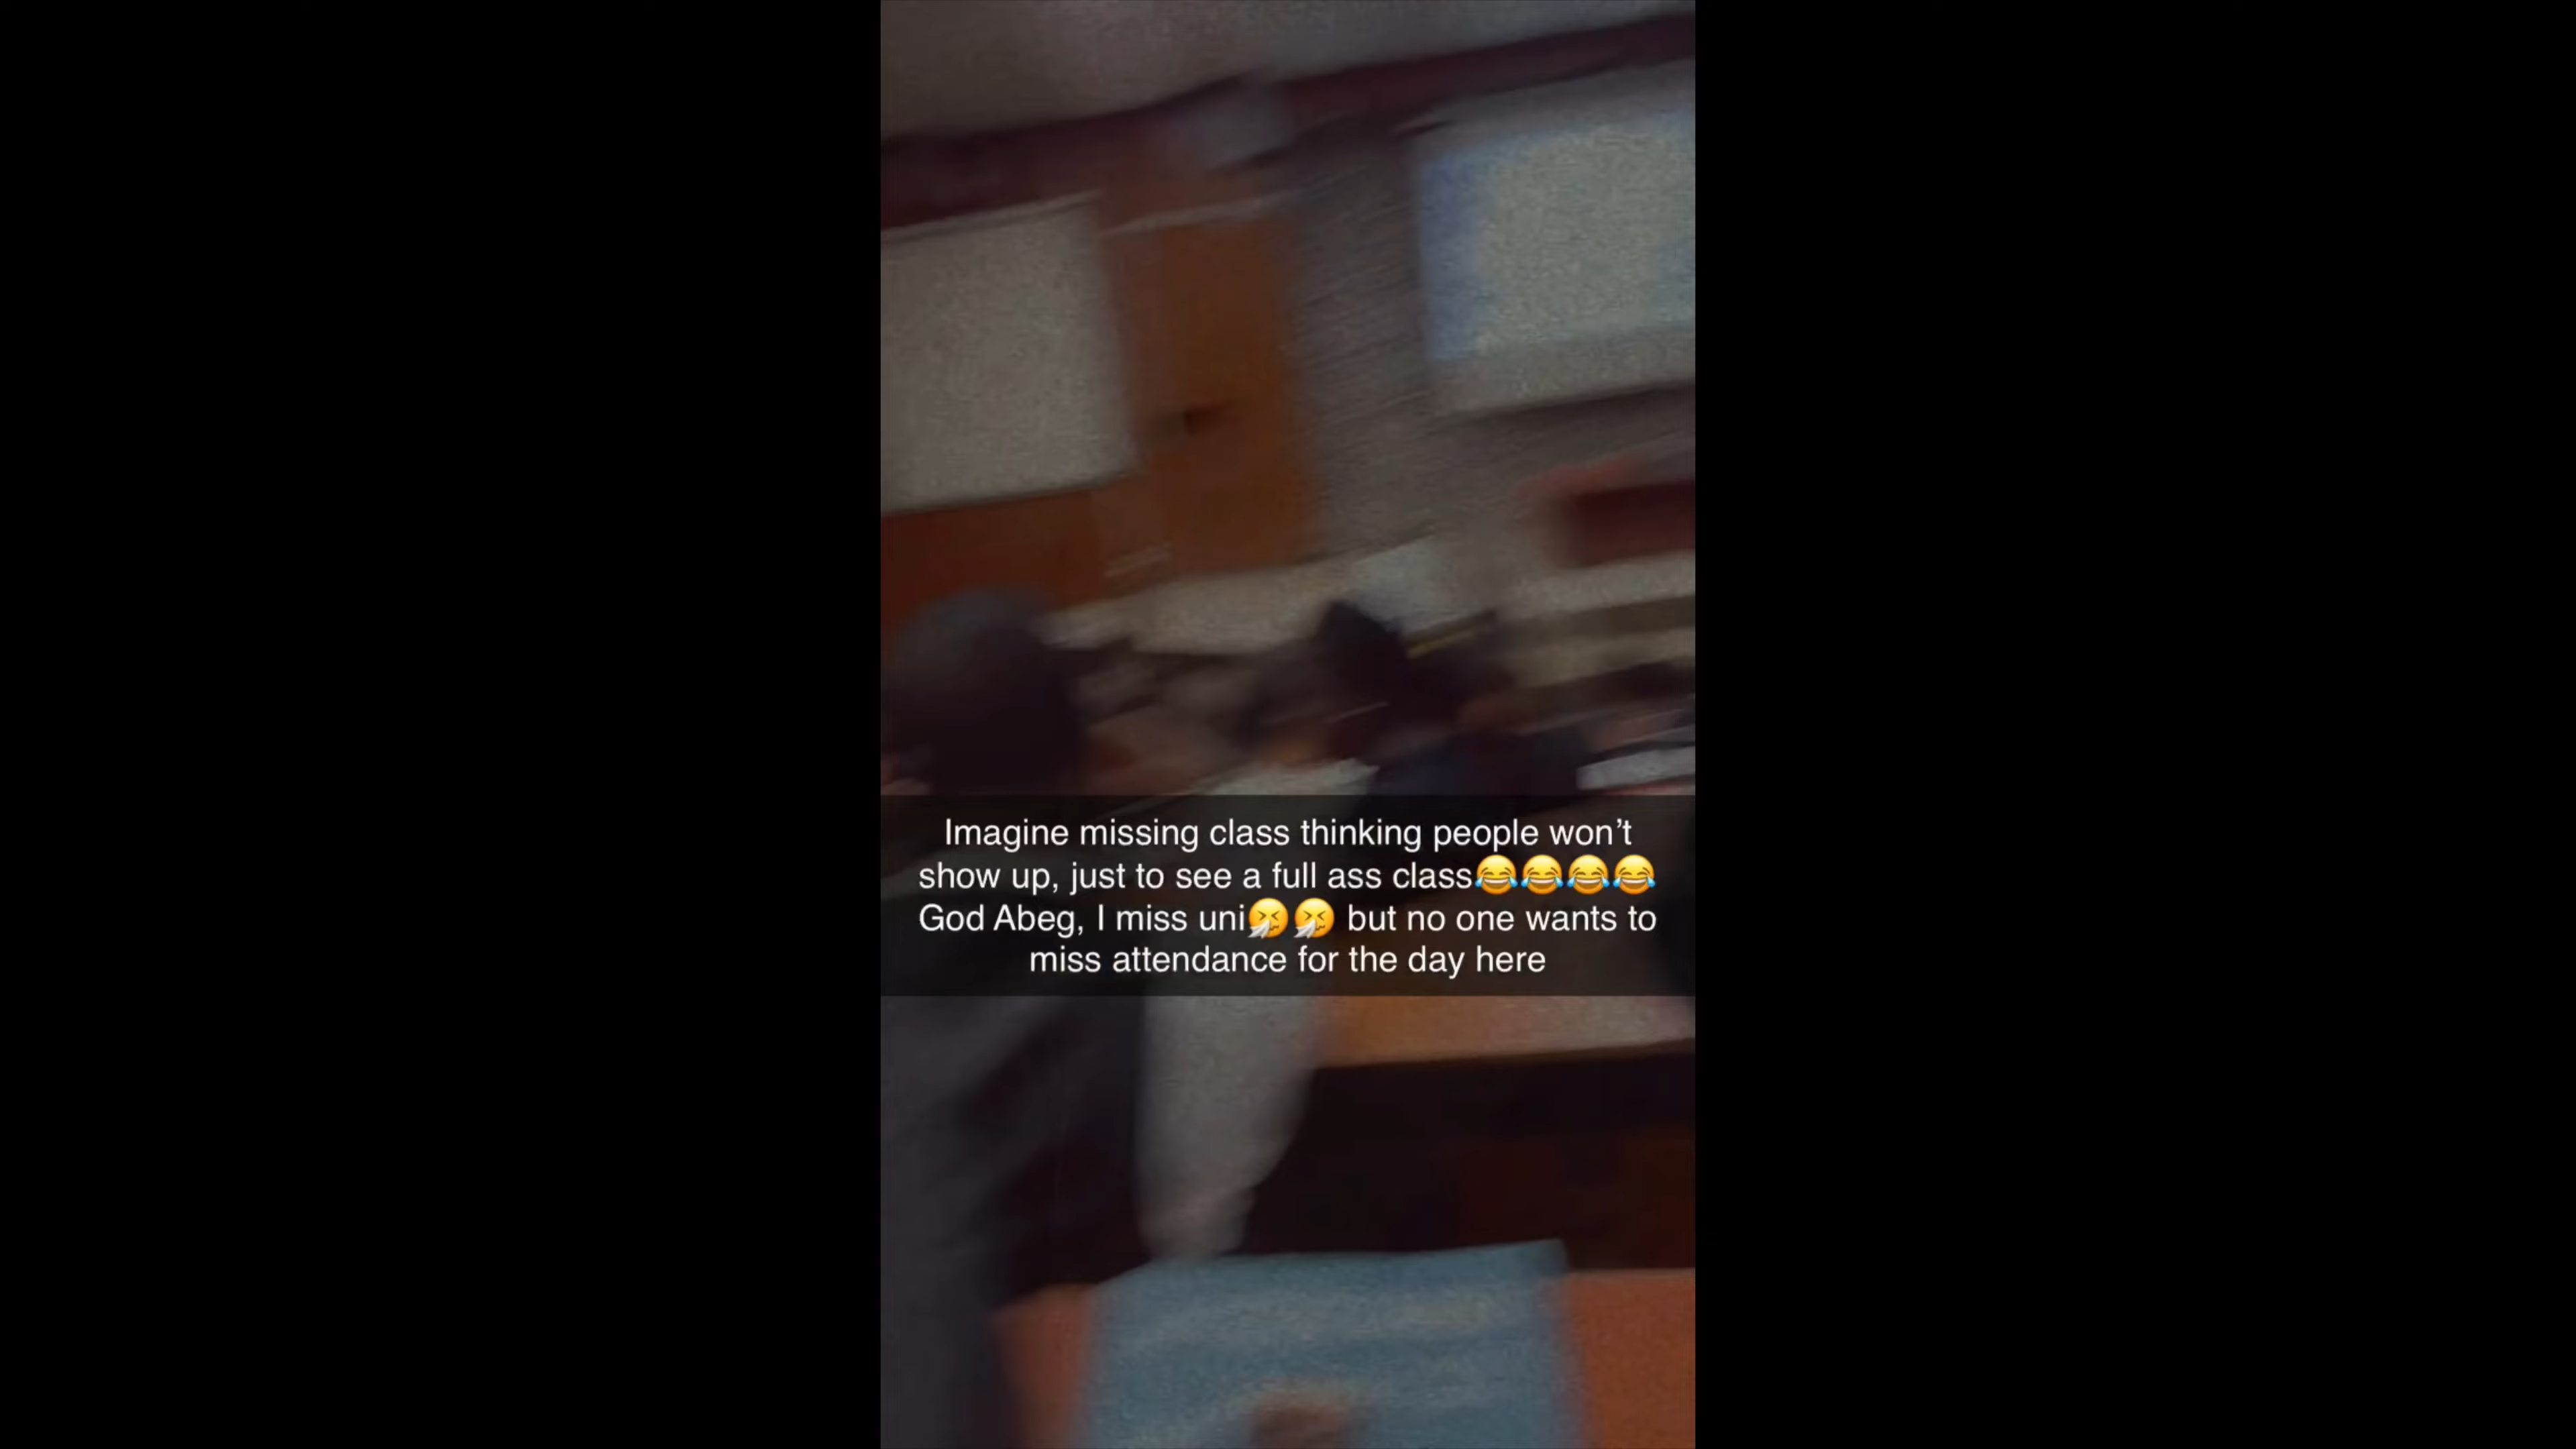 Imagine missing class thinking people won’t
show up, just to see a full ass class😂😂😂😂
God Abeg, I miss uni🤧🤧 but no one wants to
miss attendance for the day here